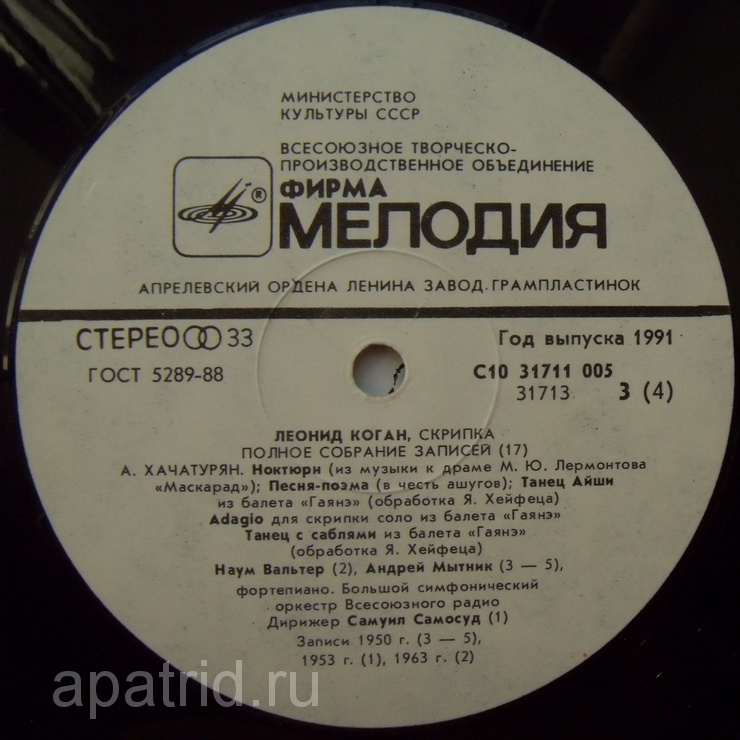 МИНИСТЕРСТВО
КУЛЬТУРЫ СССР
ВСЕСОЮЗНОЕ ТВОРЧЕСКО-
ПРОИЗВОДСТВЕННОЕ ОБЪЕДИНЕНИЕ
ФИРМА
® МЕЛОДИЯ
АПРЕЛЕВСКИЙ ОРДЕНА ЛЕНИНА ЗАВОД ГРАМПЛАСТИНОК
СТЕРЕО 33
Год выпуска 1991
ГОСТ 5289-88
С10 31711 005
31713 3 (4)
ЛЕОНИД КОГАН, СКРИПКА
ПОЛНОЕ СОБРАНИЕ ЗАПИСЕЙ (17)
А. ХАЧАТУРЯН. Ноктюрн (из музыки к драме М. Ю. Лермонтова
«Маскарад»); Песня-поэма (в честь ашугов); Танец Айши
из балета «Гаянэ» (обработка Я. Хейфеца)
Adagio для скрипки соло из балета «Гаянэ»
Танец с саблями из балета «Гаянэ»
(обработка Я. Хейфеца)
Наум Вальтер (2), Андрей Мытник (3 — 5),
фортепиано. Большой симфонический
оркестр Всесоюзного радио
Дирижер Самуил Самосуд (1)
Записи 1950 г. (3 — 5),
1953 г. (1), 1963 г. (2)
apatrid.ru